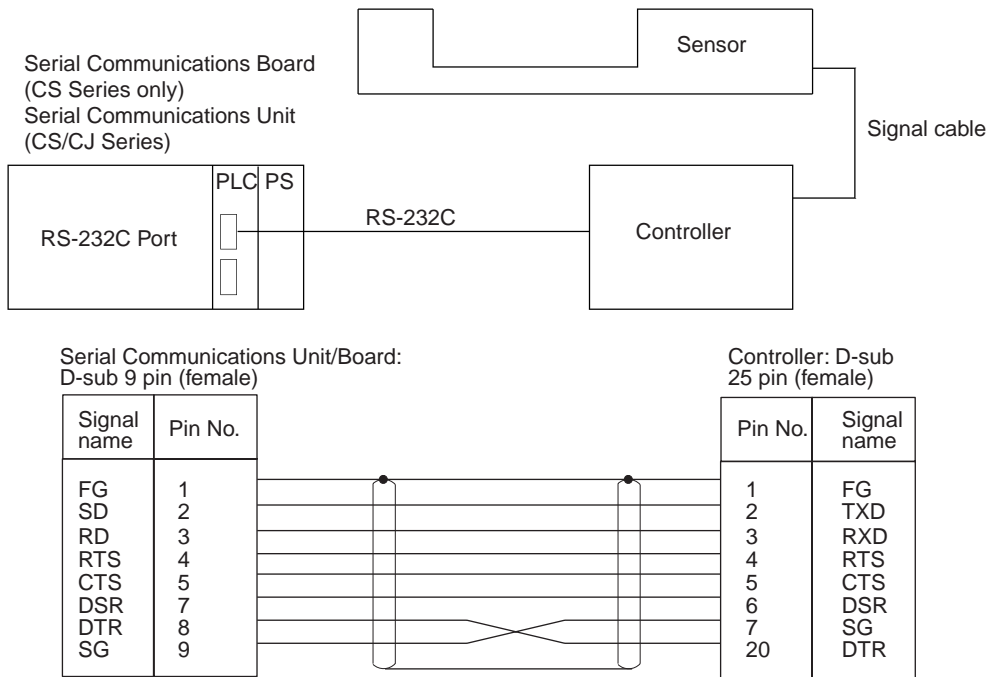 Sensor
Serial Communications Board
(CS Series only)
Serial Communications Unit
(CS/CJ Series)
Signal cable
PLC PS
RS-232C Port
RS-232C
Controller
Serial Communications Unit/Board:
D-sub 9 pin (female)
Controller: D-sub
25 pin (female)
Signal name Pin No. Pin No. Signal name
FG 1 1 FG
SD 2 2 TXD
RD 3 3 RXD
RTS 4 4 RTS
CTS 5 5 CTS
DSR 7 6 DSR
DTR 8 7 SG
SG 9 20 DTR